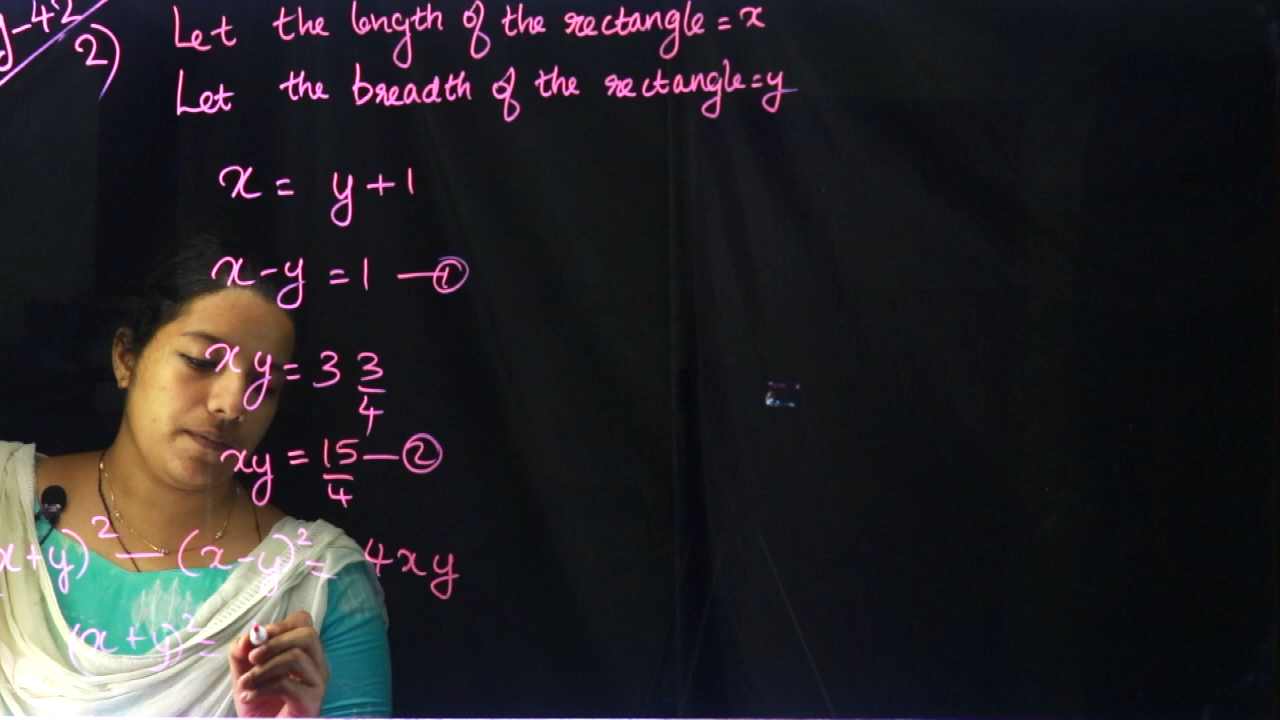 -42
2) Let the length of the rectangle = x
Let the breadth of the rectangle = y
x = y + 1
x - y = 1 — ①
xy = 3 3/4
xy = 15/4 — ②
(x+y)² — (x-y)² = 4xy
(x+y)² =